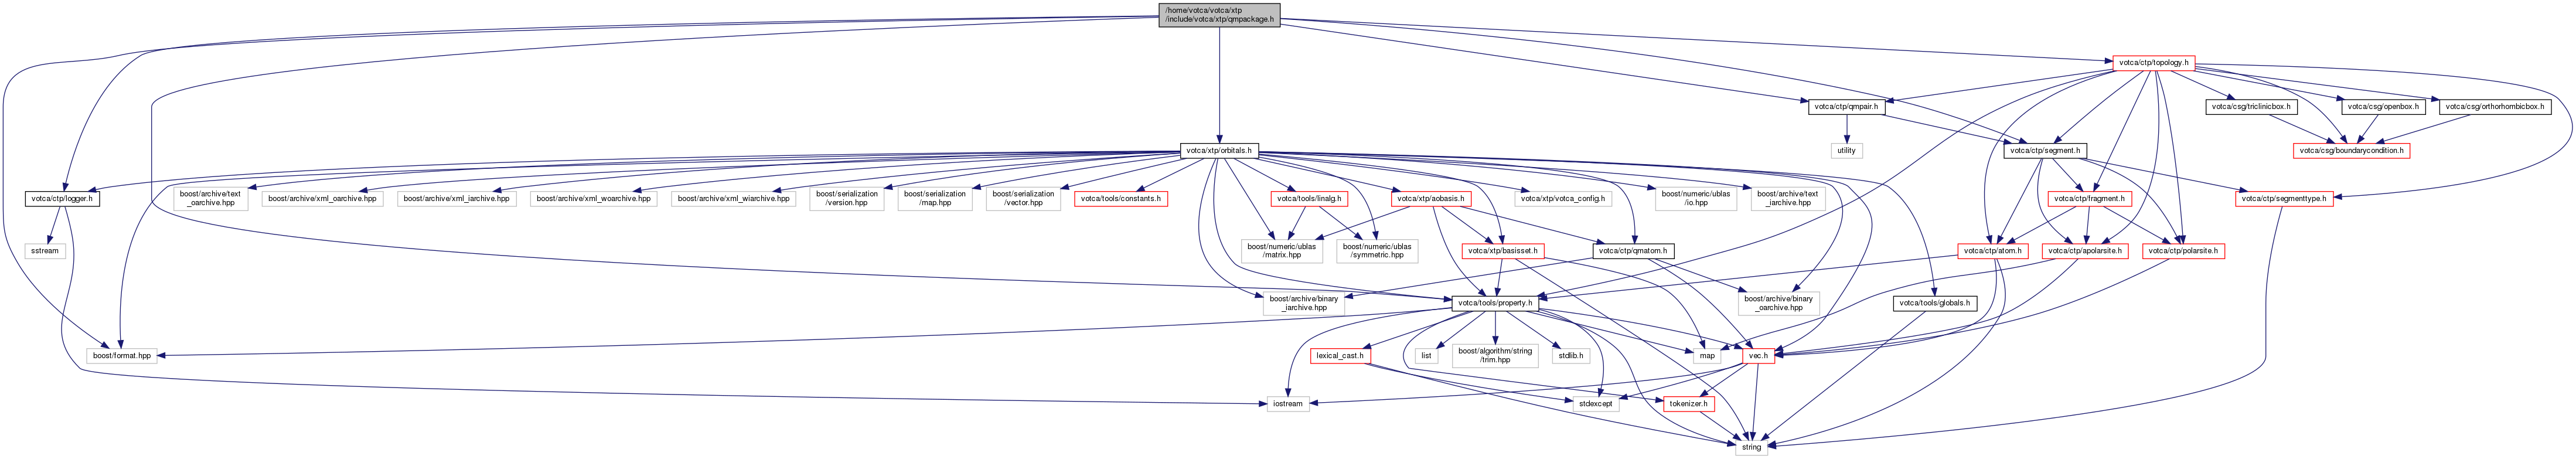 /home/votca/votca/xtp
/include/votca/xtp/qmpackage.h
votca/ctp/topology.h
votca/ctp/qmpair.h
votca/csg/triclinicbox.h
votca/csg/openbox.h
votca/csg/orthorhombicbox.h
votca/xtp/orbitals.h
utility
votca/ctp/segment.h
votca/csg/boundarycondition.h
votca/ctp/logger.h
boost/archive/text
_oarchive.hpp
boost/archive/xml_oarchive.hpp
boost/archive/xml_iarchive.hpp
boost/archive/xml_woarchive.hpp
boost/archive/xml_wiarchive.hpp
boost/serialization
/version.hpp
boost/serialization
/map.hpp
boost/serialization
/vector.hpp
votca/tools/constants.h
votca/tools/linalg.h
votca/xtp/aobasis.h
votca/xtp/votca_config.h
boost/numeric/ublas
/io.hpp
boost/archive/text
_iarchive.hpp
votca/ctp/fragment.h
votca/ctp/segmenttype.h
sstream
boost/numeric/ublas
/matrix.hpp
boost/numeric/ublas
/symmetric.hpp
votca/xtp/basisset.h
votca/ctp/qmatom.h
votca/ctp/atom.h
votca/ctp/apolarsite.h
votca/ctp/polarsite.h
boost/archive/binary
_iarchive.hpp
votca/tools/property.h
boost/archive/binary
_oarchive.hpp
votca/tools/globals.h
boost/format.hpp
lexical_cast.h
list
boost/algorithm/string
/trim.hpp
stdlib.h
map
vec.h
iostream
stdexcept
tokenizer.h
string